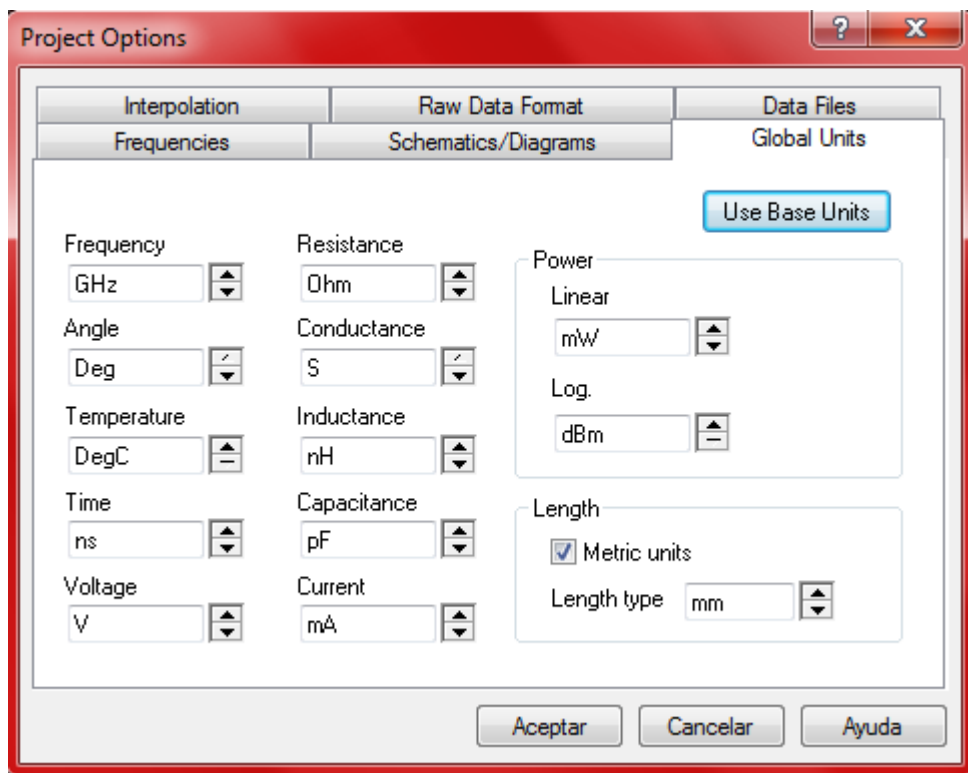 Project Options
?
X
Interpolation
Raw Data Format
Data Files
Frequencies
Schematics/Diagrams
Global Units
Use Base Units
Frequency
GHz
Angle
Deg
Temperature
DegC
Time
ns
Voltage
V
Resistance
Ohm
Conductance
S
Inductance
nH
Capacitance
pF
Current
mA
Power
Linear
mW
Log.
dBm
Length
Metric units
Length type
mm
Aceptar
Cancelar
Ayuda